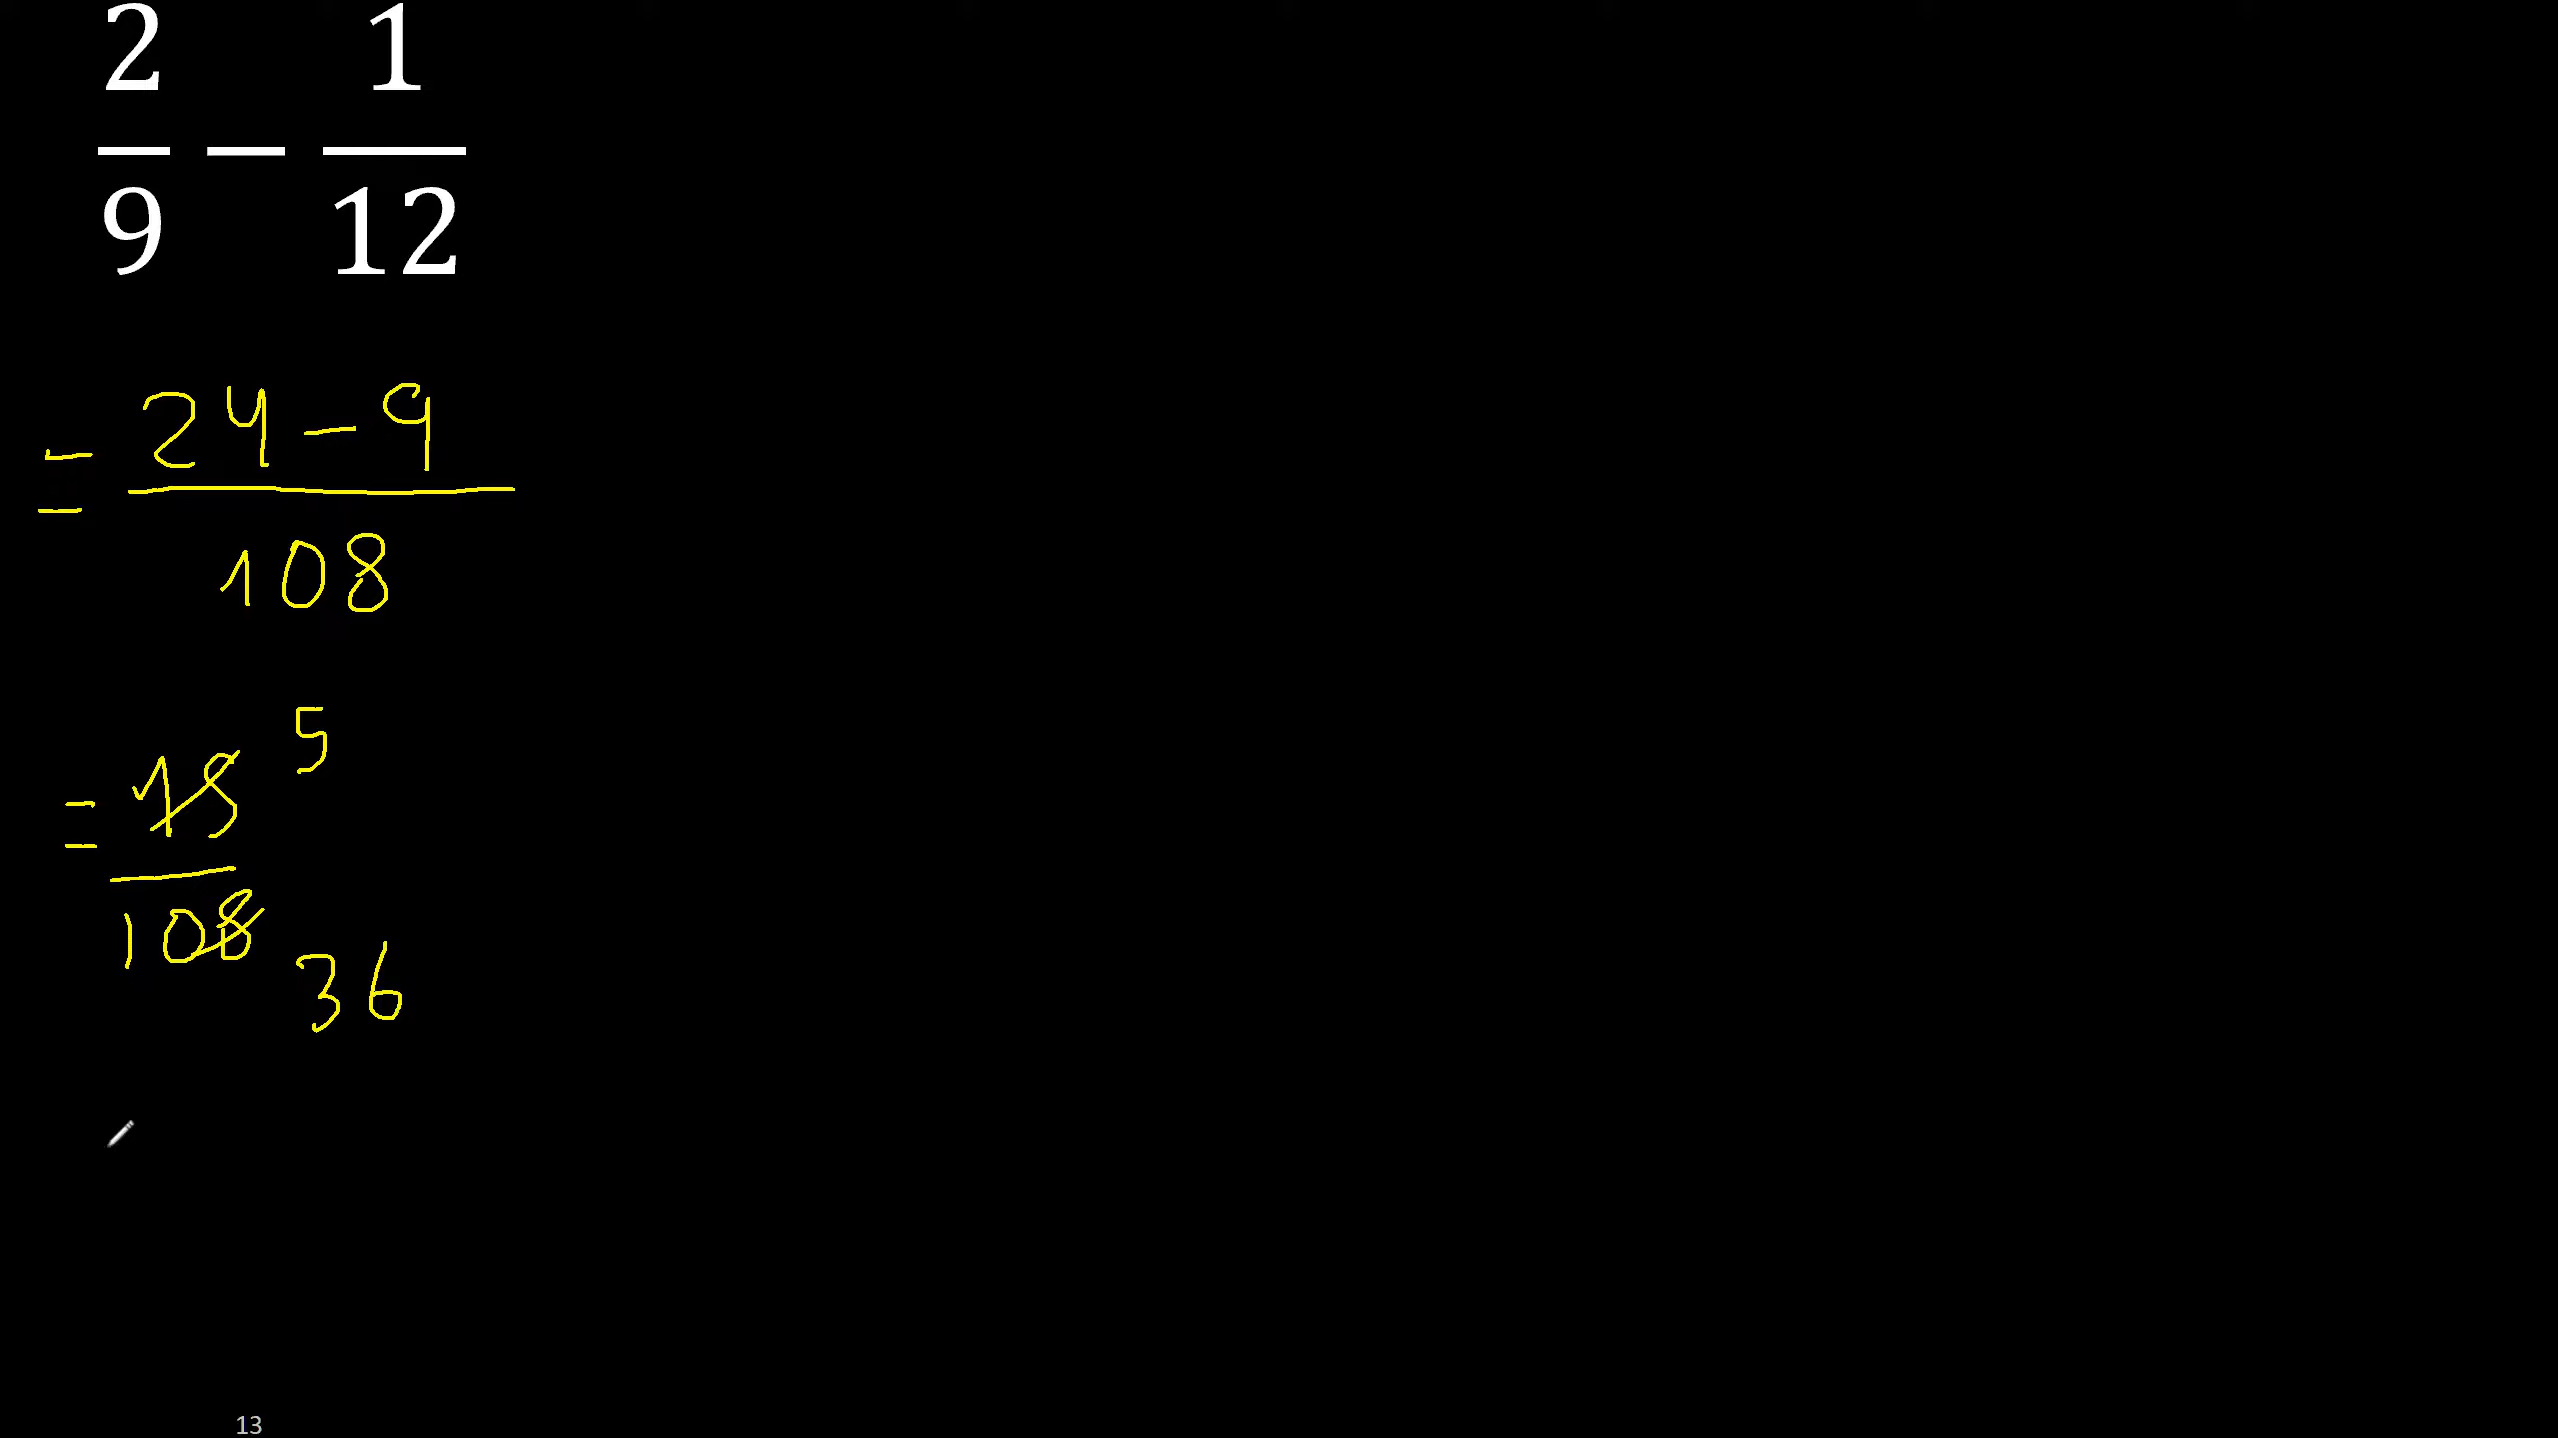 2/9 − 1/12
= 24 − 9 / 108
= 15/108 5/36
13